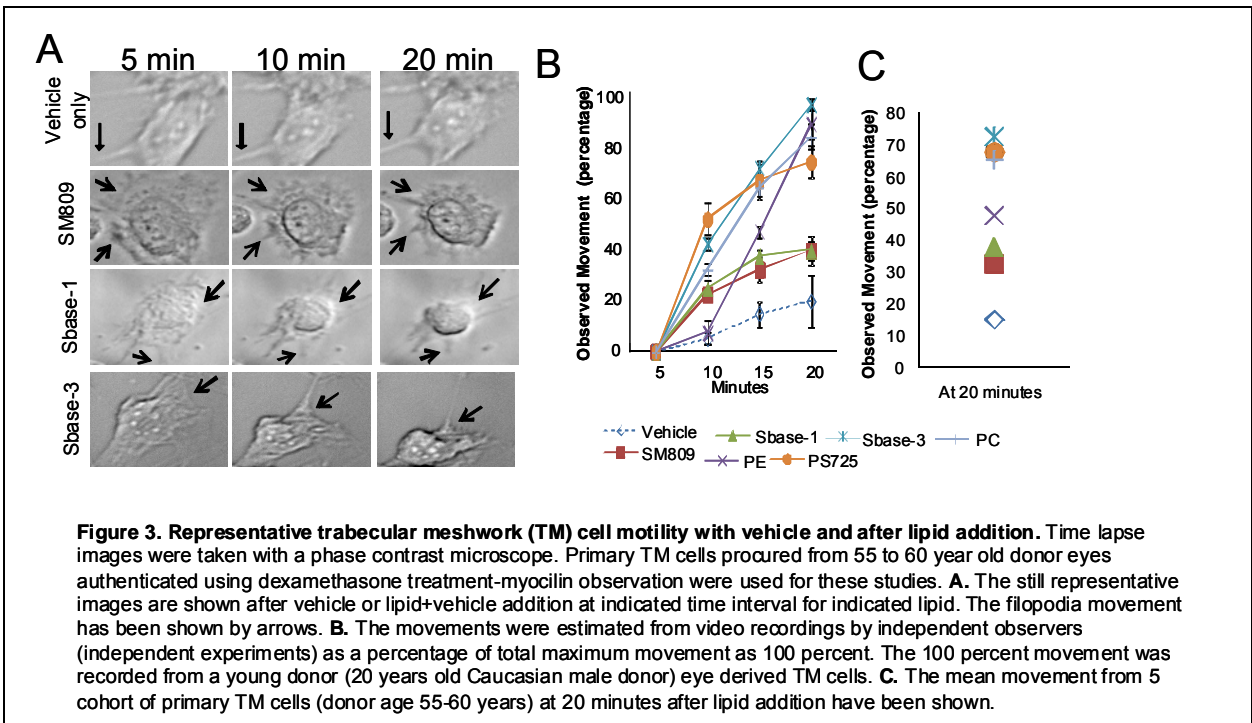 A
5 min 10 min 20 min
Vehicle only
SM809
Sbase-1
Sbase-3
B
Observed Movement (percentage)
100
80
60
40
20
0
5 10 15 20
Minutes
C
Observed Movement (percentage)
80
70
60
50
40
30
20
10
0
At 20 minutes
Vehicle Sbase-1 Sbase-3 PC
SM809 PE PS725
Figure 3. Representative trabecular meshwork (TM) cell motility with vehicle and after lipid addition. Time lapse
images were taken with a phase contrast microscope. Primary TM cells procured from 55 to 60 year old donor eyes
authenticated using dexamethasone treatment-myocilin observation were used for these studies. A. The still representative
images are shown after vehicle or lipid+vehicle addition at indicated time interval for indicated lipid. The filopodia movement
has been shown by arrows. B. The movements were estimated from video recordings by independent observers
(independent experiments) as a percentage of total maximum movement as 100 percent. The 100 percent movement was
recorded from a young donor (20 years old Caucasian male donor) eye derived TM cells. C. The mean movement from 5
cohort of primary TM cells (donor age 55-60 years) at 20 minutes after lipid addition have been shown.